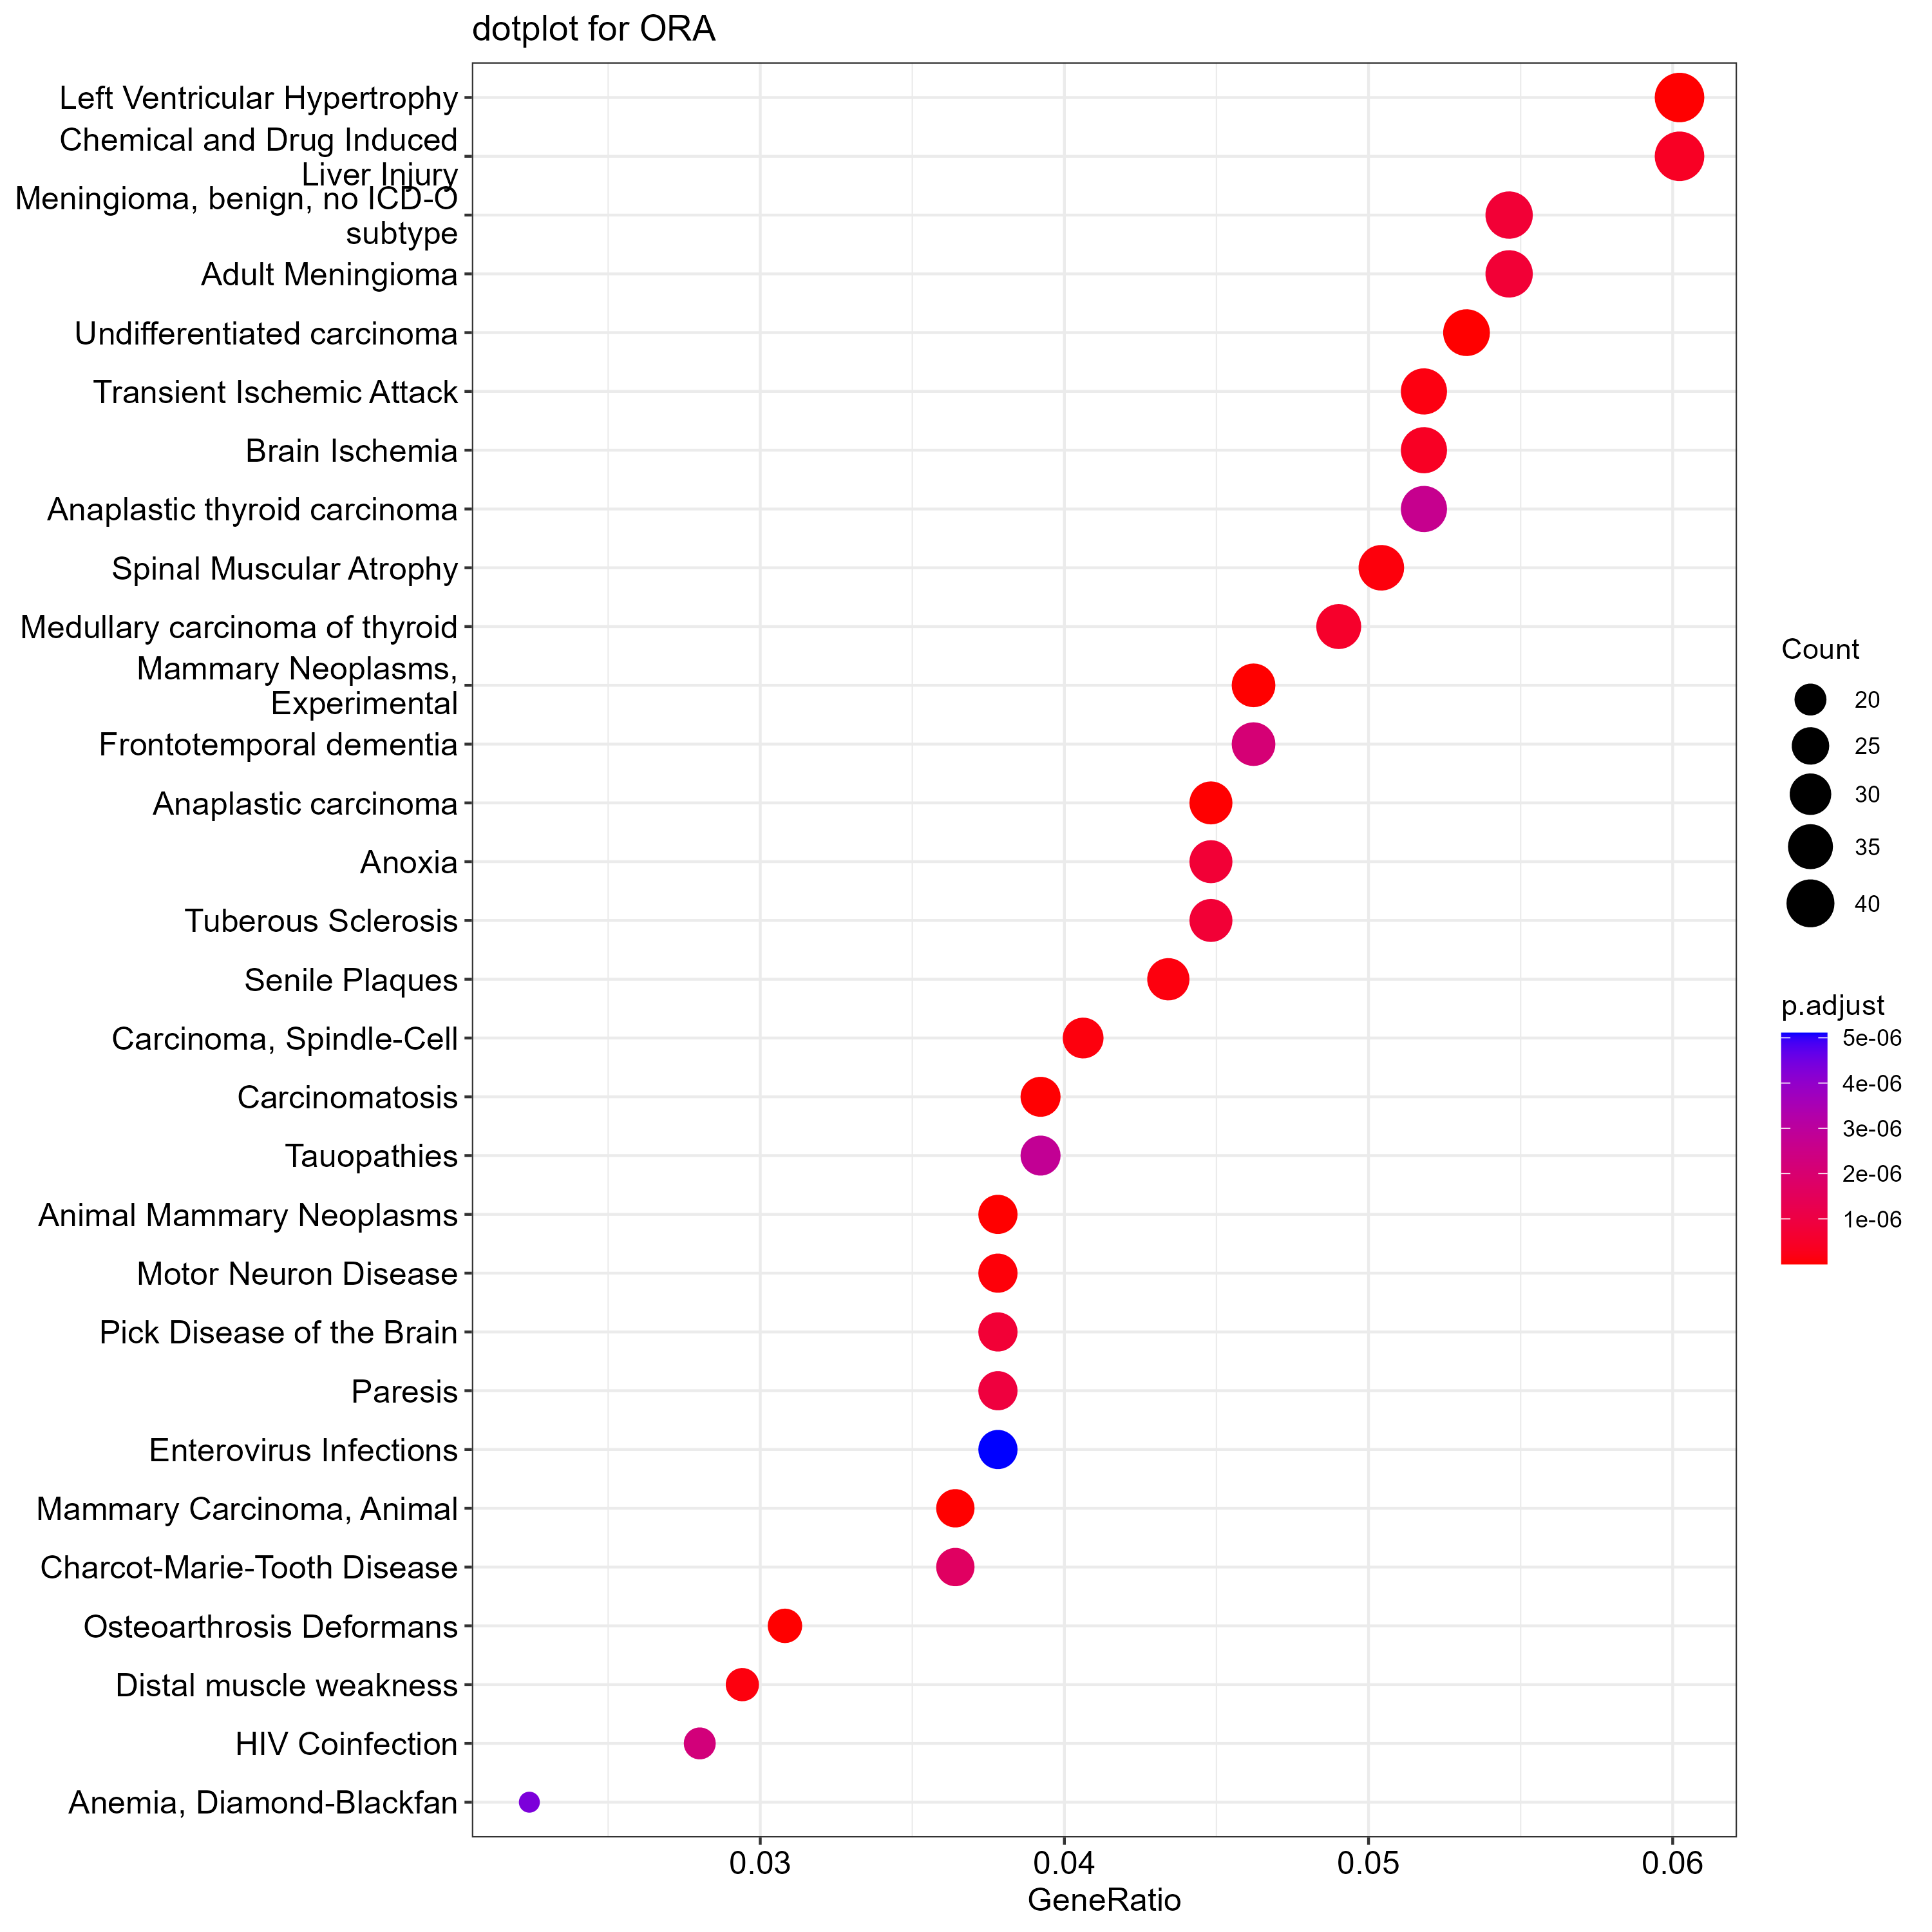 dotplot for ORA
Left Ventricular Hypertrophy
Chemical and Drug Induced
Liver Injury
Meningioma, benign, no ICD-O
subtype
Adult Meningioma
Undifferentiated carcinoma
Transient Ischemic Attack
Brain Ischemia
Anaplastic thyroid carcinoma
Spinal Muscular Atrophy
Medullary carcinoma of thyroid
Mammary Neoplasms,
Experimental
Frontotemporal dementia
Anaplastic carcinoma
Anoxia
Tuberous Sclerosis
Senile Plaques
Carcinoma, Spindle-Cell
Carcinomatosis
Tauopathies
Animal Mammary Neoplasms
Motor Neuron Disease
Pick Disease of the Brain
Paresis
Enterovirus Infections
Mammary Carcinoma, Animal
Charcot-Marie-Tooth Disease
Osteoarthrosis Deformans
Distal muscle weakness
HIV Coinfection
Anemia, Diamond-Blackfan
0.03 0.04 0.05 0.06
GeneRatio
Count
20
25
30
35
40
p.adjust
5e-06
4e-06
3e-06
2e-06
1e-06